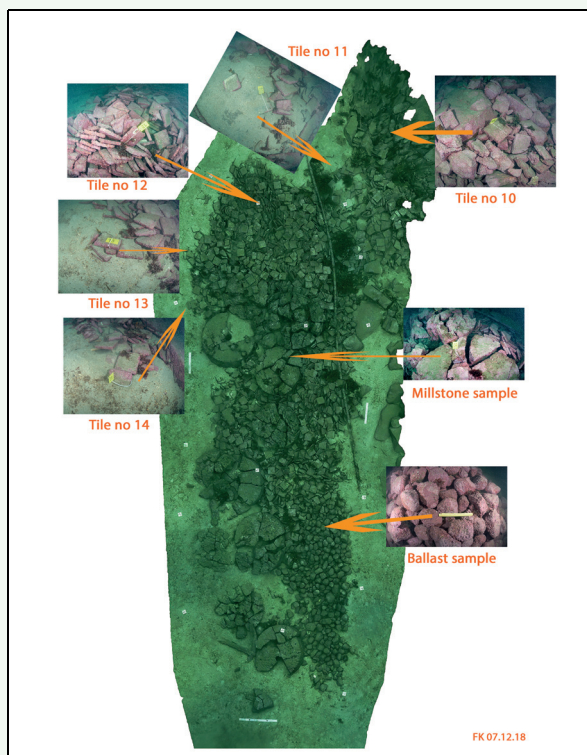 Tile no 11
Tile no 12
Tile no 10
Tile no 13
Millstone sample
Tile no 14
Ballast sample
FK 07.12.18